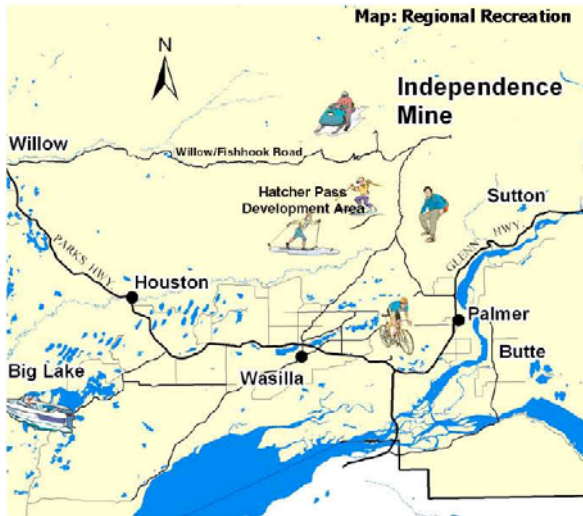 Map: Regional Recreation
N
Independence
Mine
Willow
Willow/Fishhook Road
Hatcher Pass
Development Area
Sutton
PARKS HWY.
GLENN HWY.
Houston
Palmer
Butte
Big Lake
Wasilla